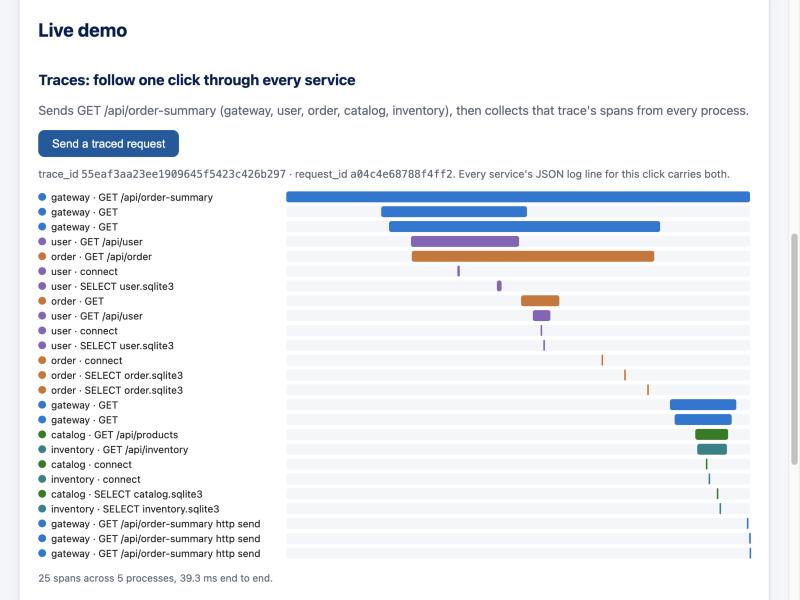 Live demo
Traces: follow one click through every service
Sends GET /api/order-summary (gateway, user, order, catalog, inventory), then collects that trace's spans from every process.
Send a traced request
trace_id 55eaf3aa23ee1909645f5423c426b297 · request_id a04c4e68788f4ff2. Every service's JSON log line for this click carries both.
gateway · GET /api/order-summary
gateway · GET
gateway · GET
user · GET /api/user
order · GET /api/order
user · connect
user · SELECT user.sqlite3
order · GET
user · GET /api/user
user · connect
user · SELECT user.sqlite3
order · connect
order · SELECT order.sqlite3
order · SELECT order.sqlite3
gateway · GET
gateway · GET
catalog · GET /api/products
inventory · GET /api/inventory
catalog · connect
inventory · connect
catalog · SELECT catalog.sqlite3
inventory · SELECT inventory.sqlite3
gateway · GET /api/order-summary http send
gateway · GET /api/order-summary http send
gateway · GET /api/order-summary http send
25 spans across 5 processes, 39.3 ms end to end.